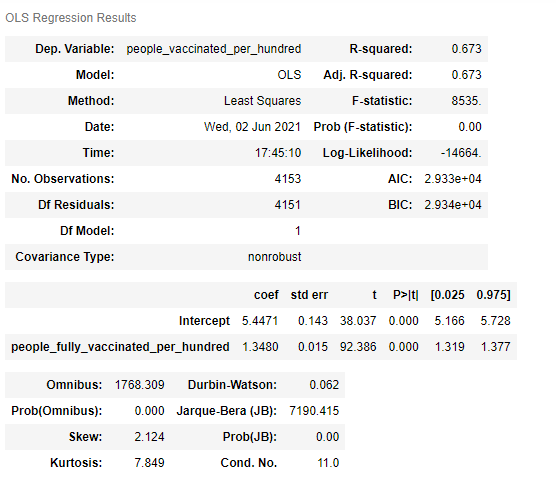 OLS Regression Results
Dep. Variable: people_vaccinated_per_hundred R-squared: 0.673
Model: OLS Adj. R-squared: 0.673
Method: Least Squares F-statistic: 8535.
Date: Wed, 02 Jun 2021 Prob (F-statistic): 0.00
Time: 17:45:10 Log-Likelihood: -14664.
No. Observations: 4153 AIC: 2.933e+04
Df Residuals: 4151 BIC: 2.934e+04
Df Model: 1
Covariance Type: nonrobust
coef std err t P>|t| [0.025 0.975]
Intercept 5.4471 0.143 38.037 0.000 5.166 5.728
people_fully_vaccinated_per_hundred 1.3480 0.015 92.386 0.000 1.319 1.377
Omnibus: 1768.309 Durbin-Watson: 0.062
Prob(Omnibus): 0.000 Jarque-Bera (JB): 7190.415
Skew: 2.124 Prob(JB): 0.00
Kurtosis: 7.849 Cond. No. 11.0